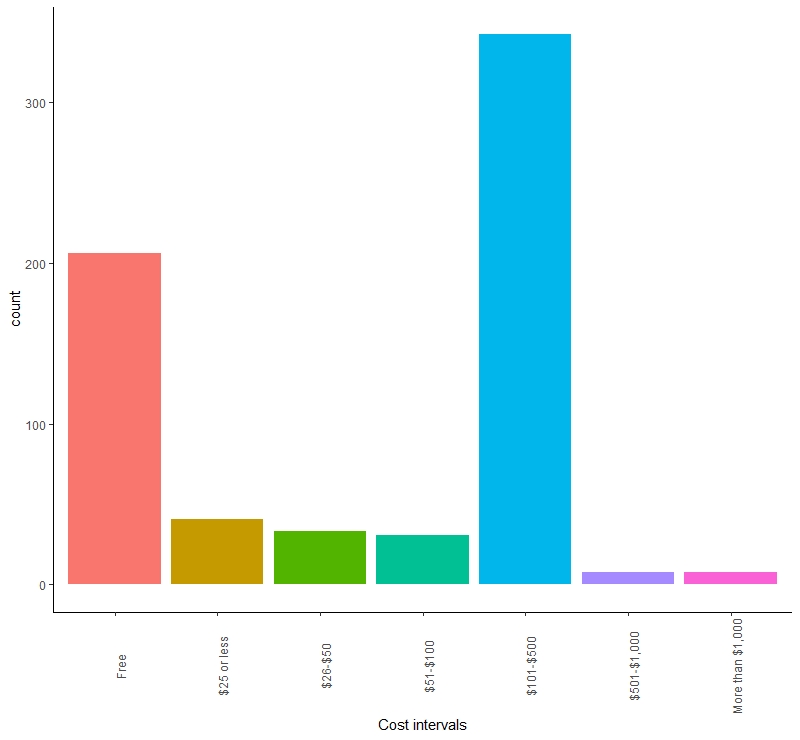 count
300
200
100
0
Free
$25 or less
$26-$50
$51-$100
$101-$500
$501-$1,000
More than $1,000
Cost intervals